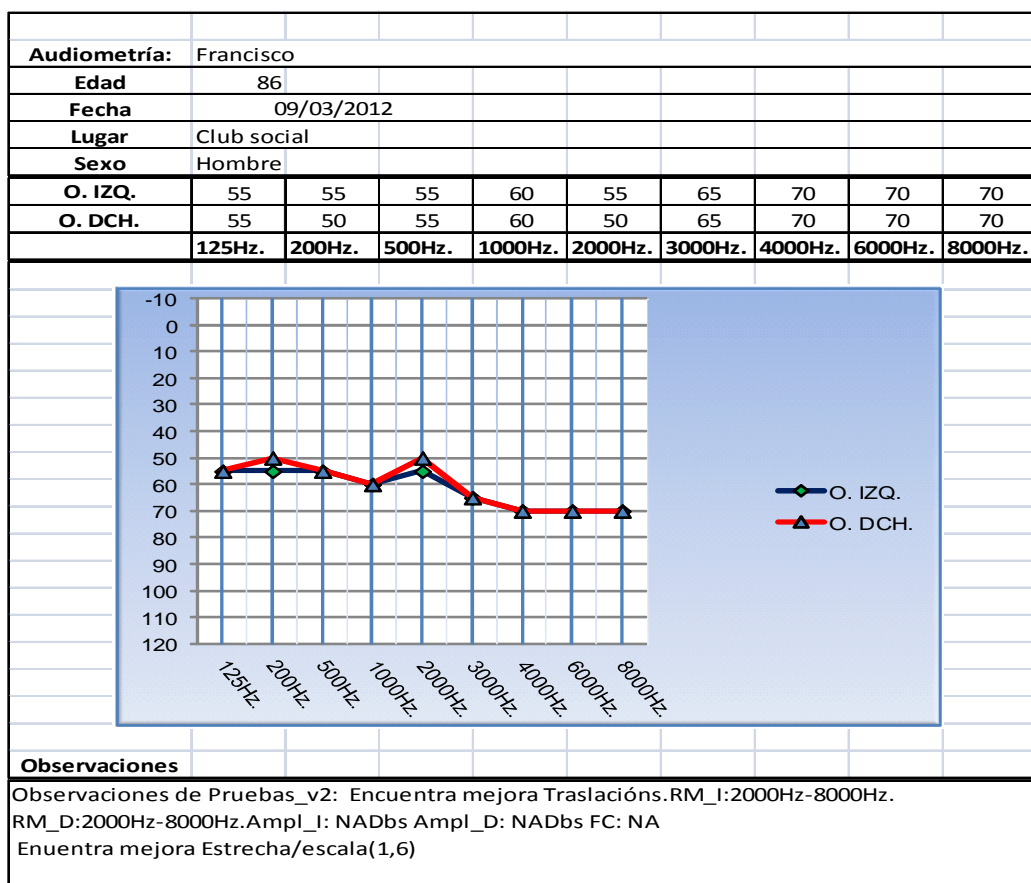 Audiometría: Francisco
Edad 86
Fecha 09/03/2012
Lugar Club social
Sexo Hombre
O. IZQ. 55 55 55 60 55 65 70 70 70
O. DCH. 55 50 55 60 50 65 70 70 70
125Hz. 200Hz. 500Hz. 1000Hz. 2000Hz. 3000Hz. 4000Hz. 6000Hz. 8000Hz.
-10
0
10
20
30
40
50
60
70
80
90
100
110
120
125Hz. 200Hz. 500Hz. 1000Hz. 2000Hz. 3000Hz. 4000Hz. 6000Hz. 8000Hz.
O. IZQ.
O. DCH.
Observaciones
Observaciones de Pruebas_v2: Encuentra mejora Traslacións.RM_I:2000Hz-8000Hz.
RM_D:2000Hz-8000Hz.Ampl_I: NADbs Ampl_D: NADbs FC: NA
Enuentra mejora Estrecha/escala(1,6)